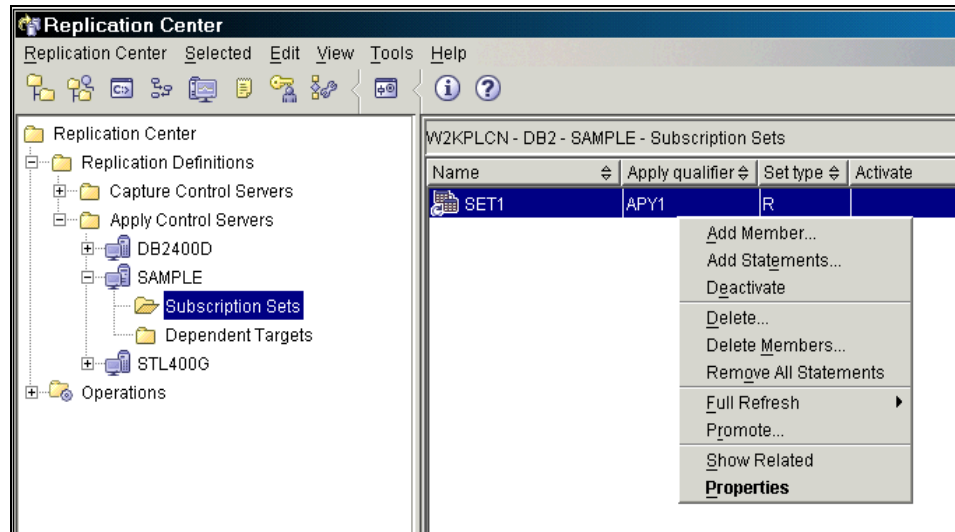 Replication Center
Replication Center Selected Edit View Tools Help
Replication Center
Replication Definitions
Capture Control Servers
Apply Control Servers
DB2400D
SAMPLE
Subscription Sets
Dependent Targets
STL400G
Operations
W2KPLCN - DB2 - SAMPLE - Subscription Sets
Name Apply qualifier Set type Activate
SET1 APY1 R
Add Member...
Add Statements...
Deactivate
Delete...
Delete Members...
Remove All Statements
Full Refresh
Promote...
Show Related
Properties